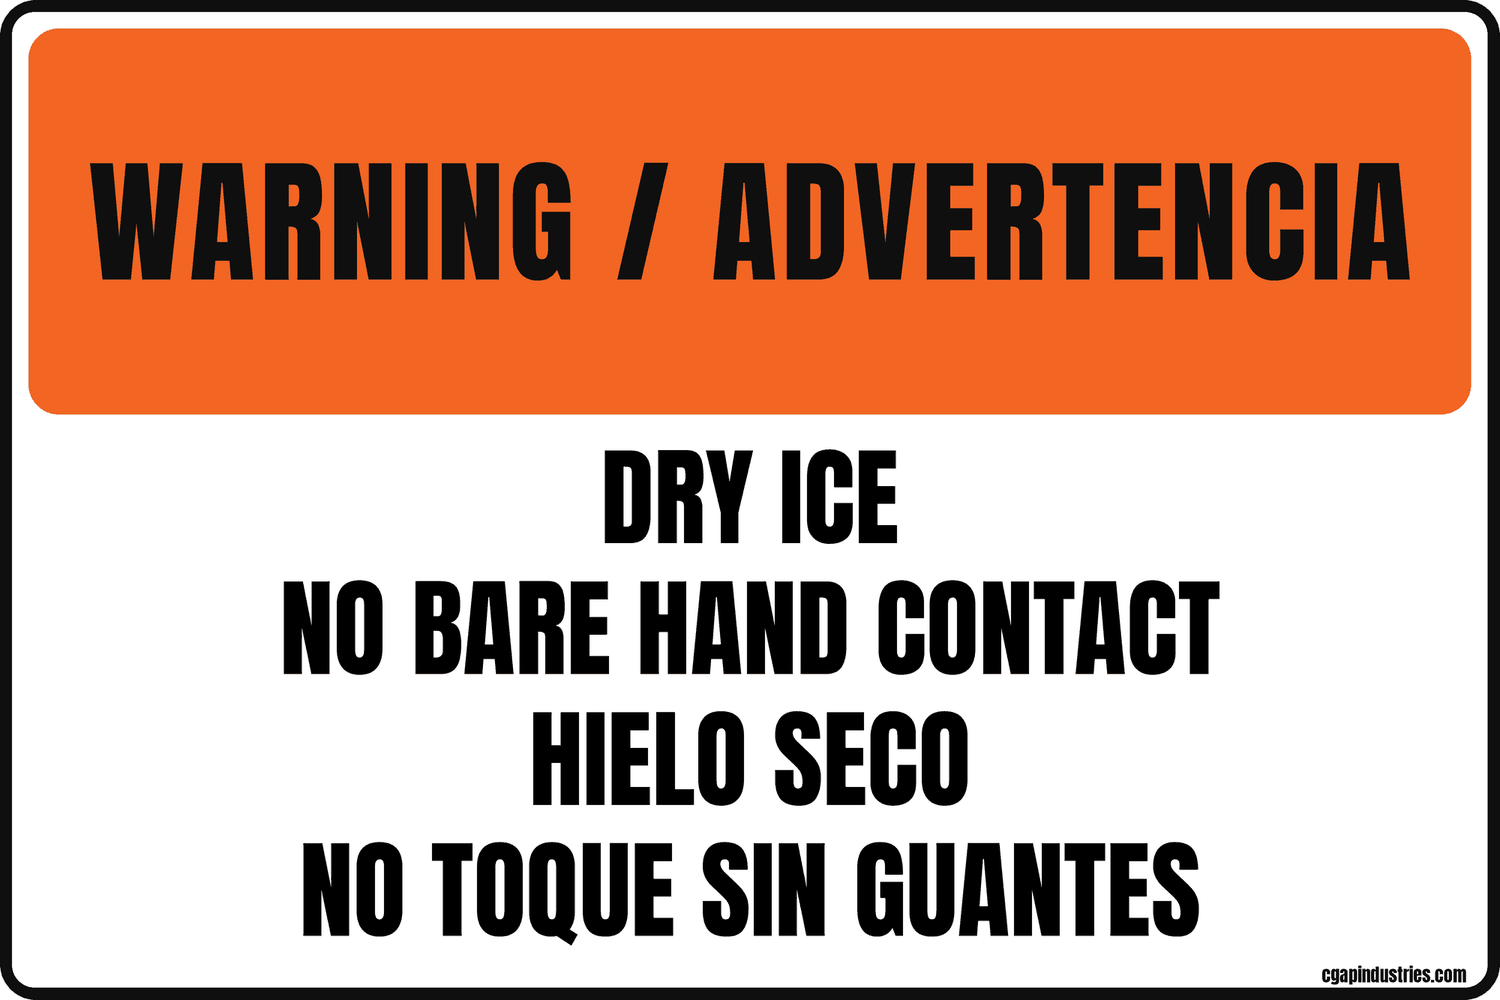 WARNING / ADVERTENCIA
DRY ICE
NO BARE HAND CONTACT
HIELO SECO
NO TOQUE SIN GUANTES
cgapindustries.com